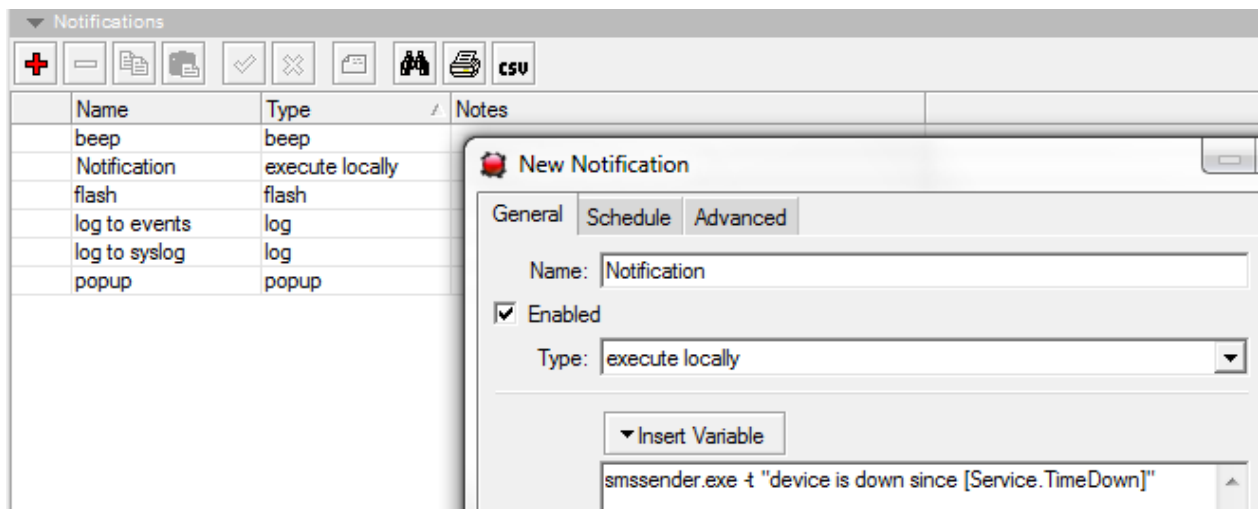 Notifications
csv
Name Type Notes
beep beep
Notification execute locally
flash flash
log to events log
log to syslog log
popup popup
New Notification
General Schedule Advanced
Name: Notification
Enabled
Type: execute locally
Insert Variable
smssender.exe -t "device is down since [Service.TimeDown]"